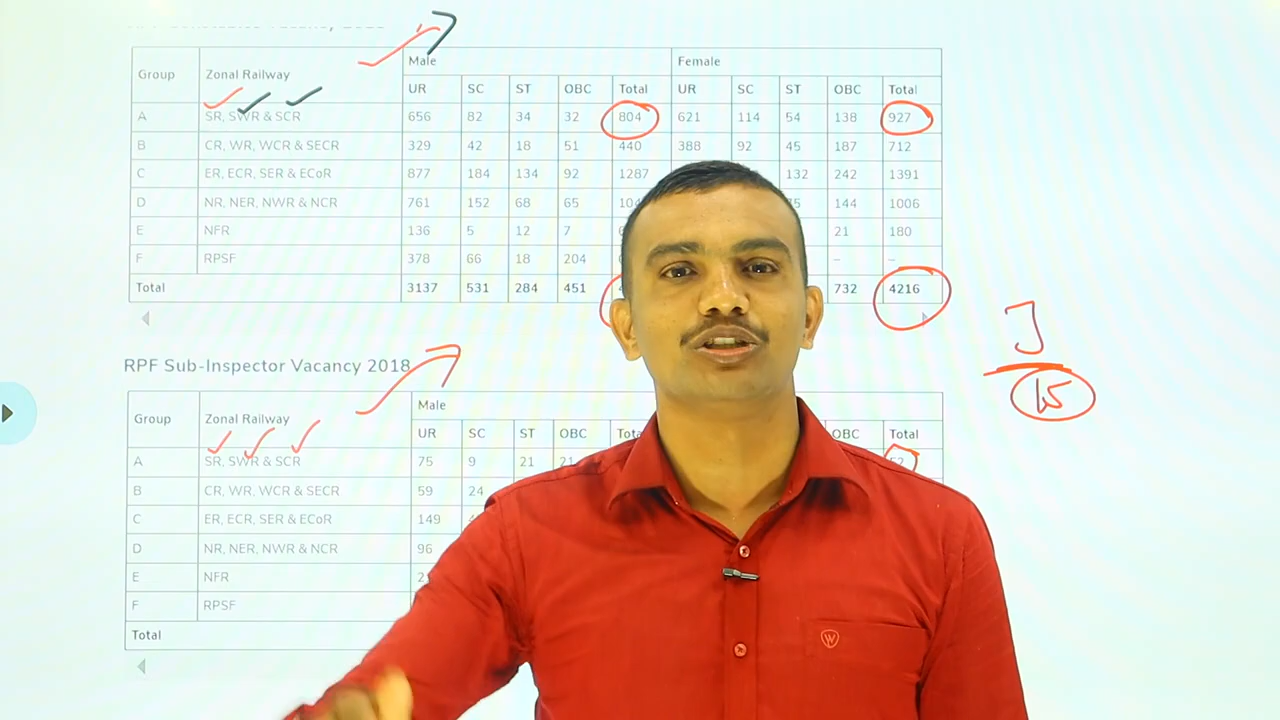 Male
Female
Group
Zonal Railway
UR SC ST OBC Total UR SC ST OBC Total
A SR, SWR & SCR 656 82 34 32 804 621 114 54 138 927
B CR, WR, WCR & SECR 329 42 18 51 440 388 92 45 187 712
C ER, ECR, SER & ECoR 877 184 134 92 1287 132 242 1391
D NR, NER, NWR & NCR 761 152 68 65 144 1006
E NFR 136 5 12 7 21 180
F RPSF 378 66 18 204 – –
Total 3137 531 284 451 732 4216
RPF Sub-Inspector Vacancy 2018
Male
Group
Zonal Railway
UR SC ST OBC OBC Total
A SR, SWR & SCR 75 9 21 21
B CR, WR, WCR & SECR 59 24
C ER, ECR, SER & ECoR 149
D NR, NER, NWR & NCR 96
E NFR
F RPSF
Total
W